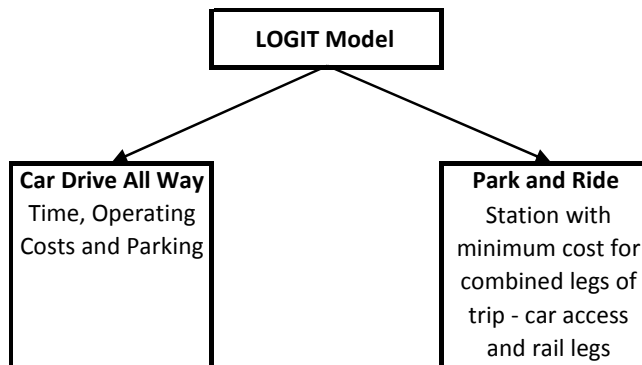 LOGIT Model
Car Drive All Way
Time, Operating
Costs and Parking
Park and Ride
Station with
minimum cost for
combined legs of
trip - car access
and rail legs